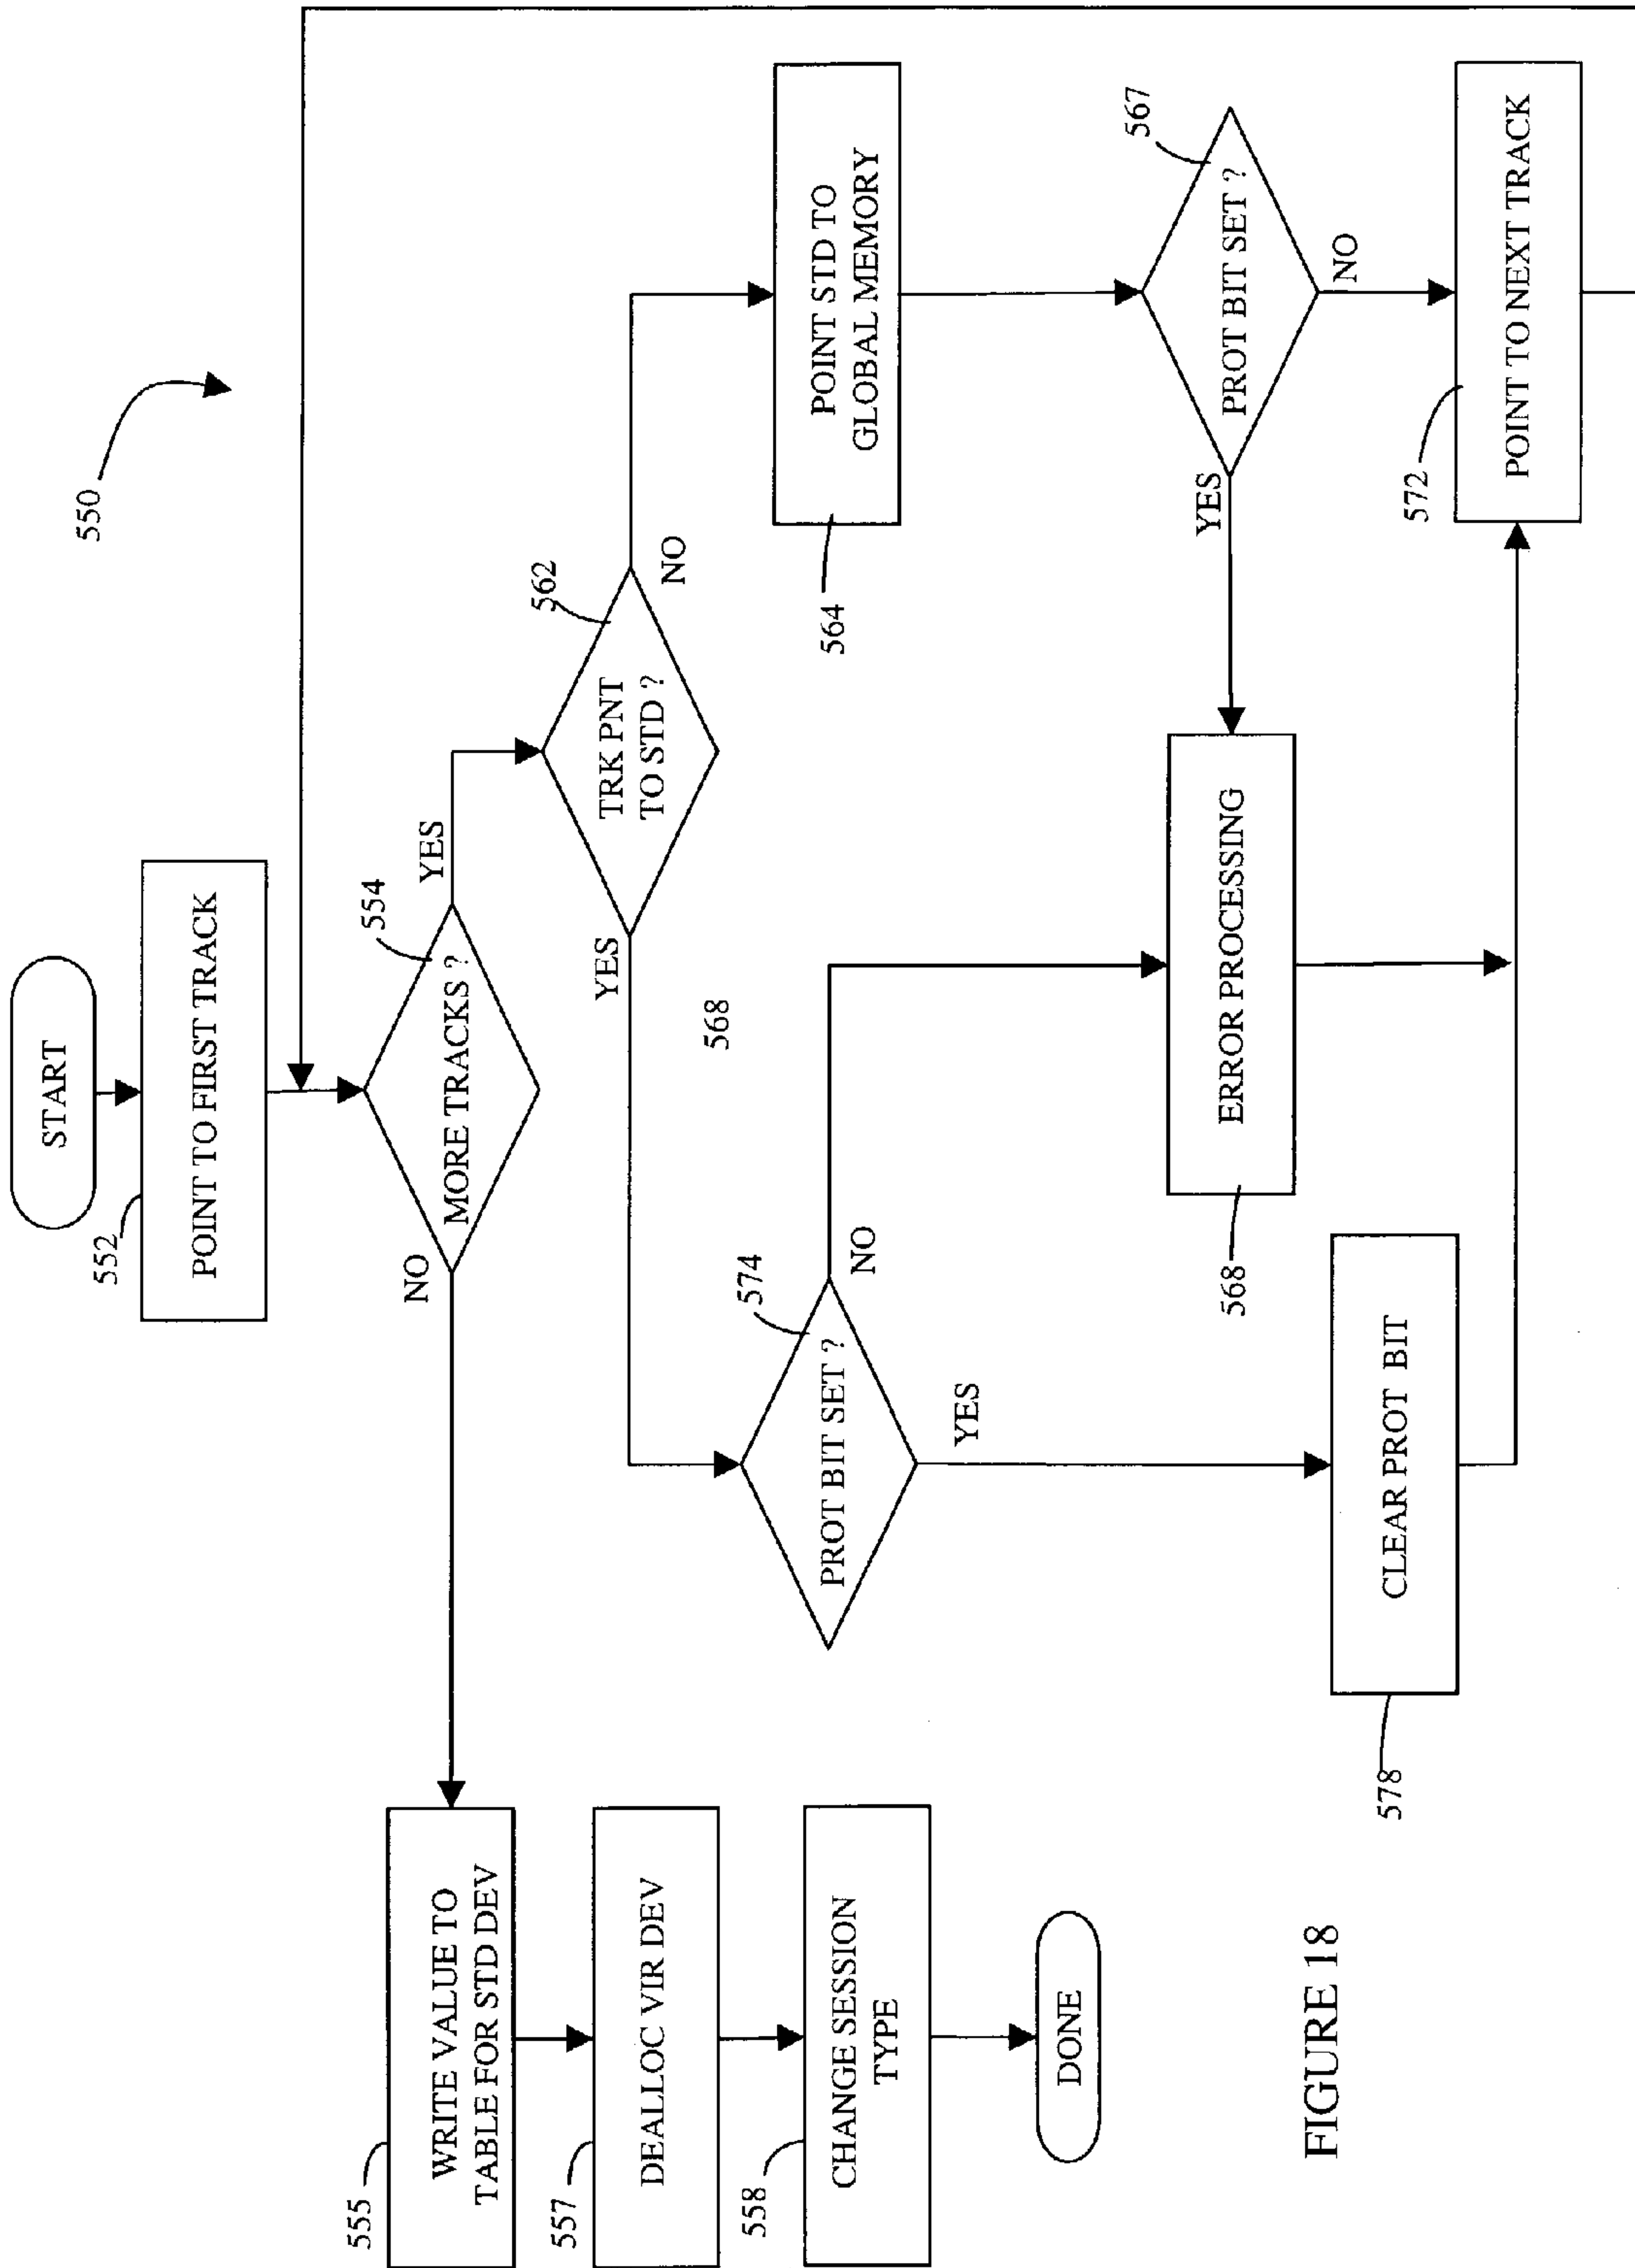 550
START
552
POINT TO FIRST TRACK
554
MORE TRACKS ?
NO
YES
555
WRITE VALUE TO
TABLE FOR STD DEV
557
DEALLOC VIR DEV
558
CHANGE SESSION
TYPE
DONE
562
TRK PNT
TO STD ?
YES
NO
568
564
POINT STD TO
GLOBAL MEMORY
574
PROT BIT SET ?
NO
YES
567
PROT BIT SET ?
YES
NO
568
ERROR PROCESSING
578
CLEAR PROT BIT
572
POINT TO NEXT TRACK
FIGURE 18